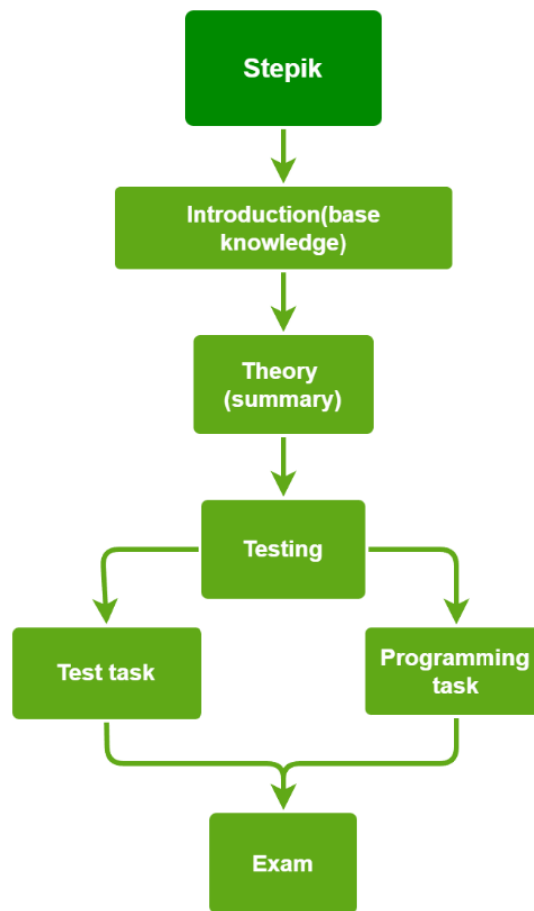 Stepik
Introduction(base
knowledge)
Theory
(summary)
Testing
Test task
Programming
task
Exam